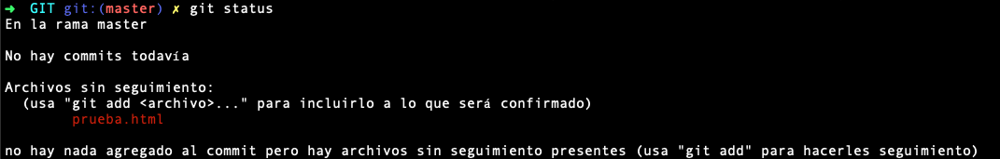 ➜ GIT git:(master) ✗ git status
En la rama master
No hay commits todavía
Archivos sin seguimiento:
(usa "git add <archivo>..." para incluirlo a lo que será confirmado)
prueba.html
no hay nada agregado al commit pero hay archivos sin seguimiento presentes (usa "git add" para hacerles seguimiento)